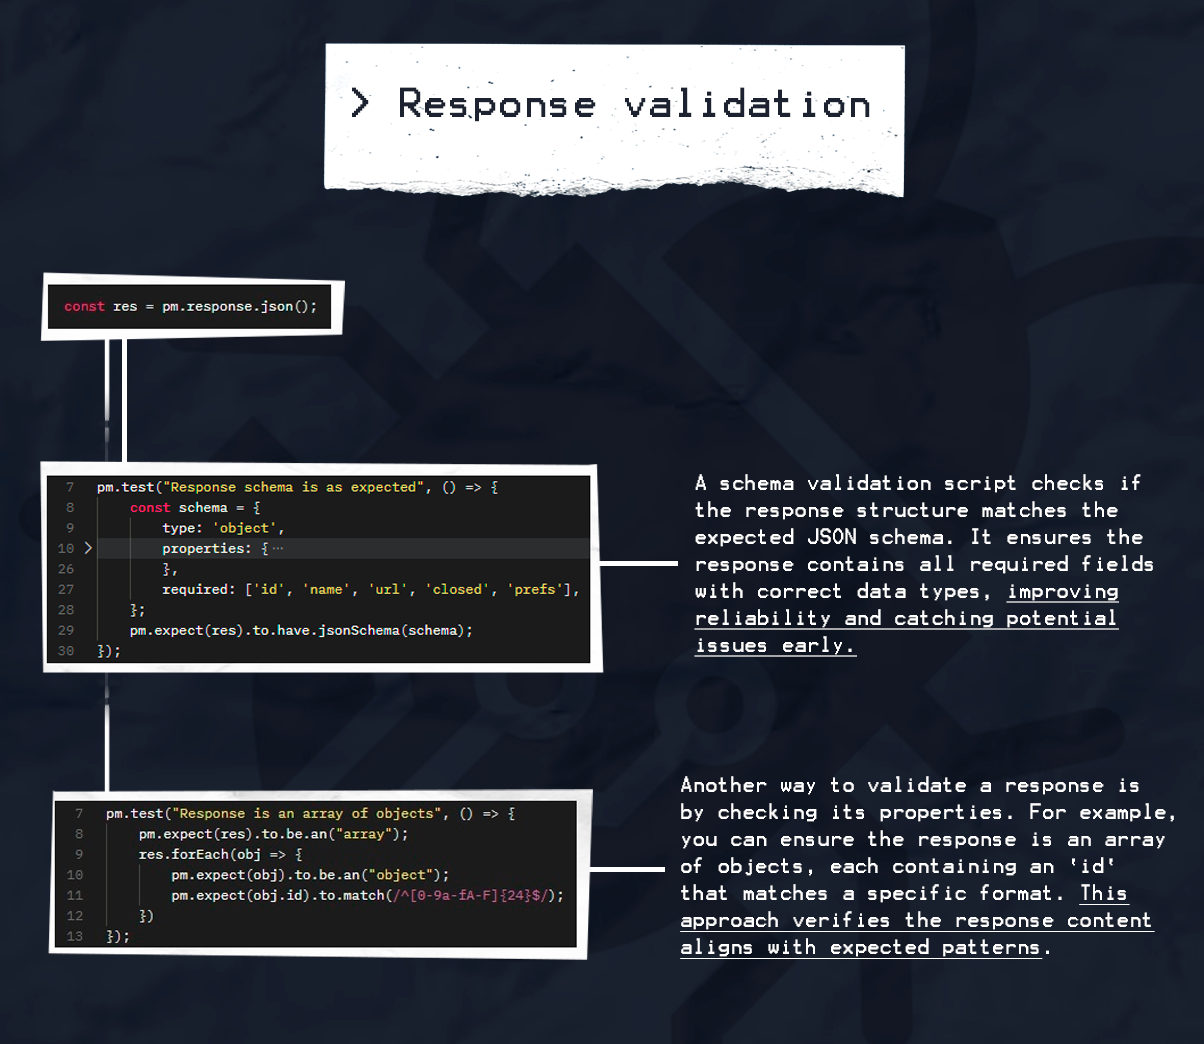 > Response validation
const res = pm.response.json();
7 pm.test("Response schema is as expected", () => {
8 const schema = {
9 type: 'object',
10 > properties: { ···
26 },
27 required: ['id', 'name', 'url', 'closed', 'prefs'],
28 };
29 pm.expect(res).to.have.jsonSchema(schema);
30 });
A schema validation script checks if
the response structure matches the
expected JSON schema. It ensures the
response contains all required fields
with correct data types, improving
reliability and catching potential
issues early.
7 pm.test("Response is an array of objects", () => {
8 pm.expect(res).to.be.an("array");
9 res.forEach(obj => {
10 pm.expect(obj).to.be.an("object");
11 pm.expect(obj.id).to.match(/^[0-9a-fA-F]{24}$/);
12 })
13 });
Another way to validate a response is
by checking its properties. For example,
you can ensure the response is an array
of objects, each containing an 'id'
that matches a specific format. This
approach verifies the response content
aligns with expected patterns.